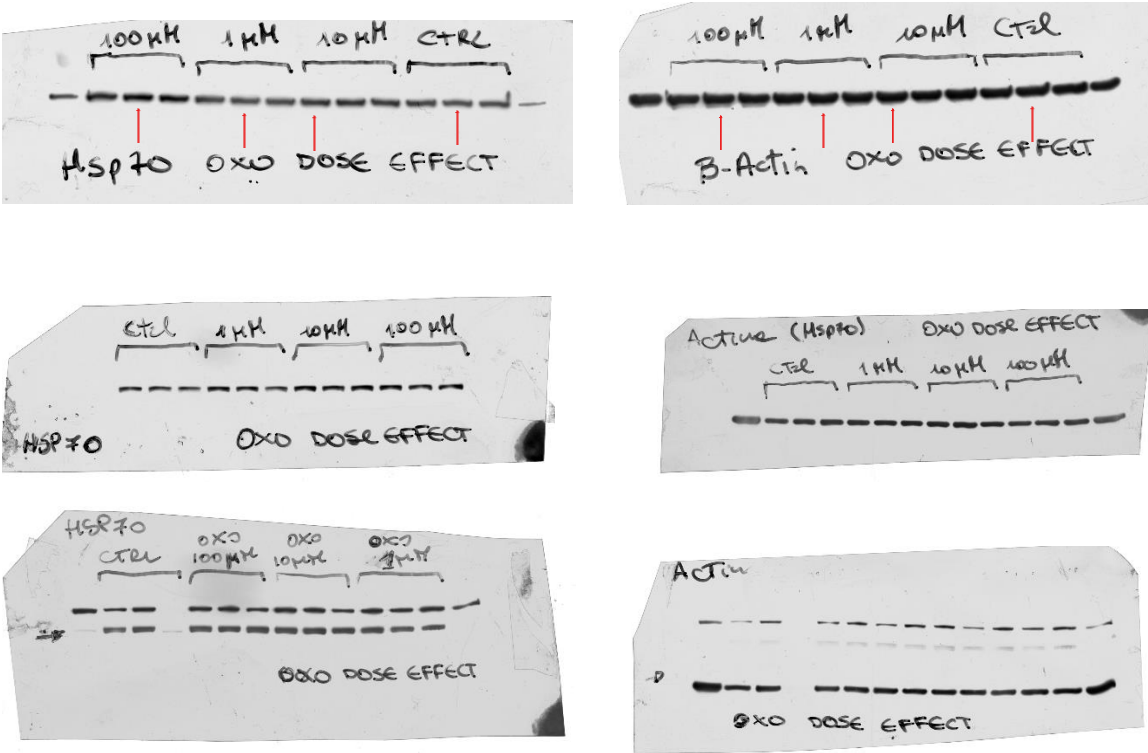 100 µM 1 µM 10 µM CTRL
HSp70 OXO DOSE EFFECT
100 µM 1 µM 10 µM CTRL
B-Actin OXO DOSE EFFECT
CTRL 1 µM 10 µM 100 µM
HSP70 OXO DOSE EFFECT
Actina (Hsp70) OXO DOSE EFFECT
CTRL 1 µM 10 µM 100 µM
HSP70
CTRL OXO 100 µM OXO 10 µM OXO 1 µM
OXO DOSE EFFECT
Actin
OXO DOSE EFFECT